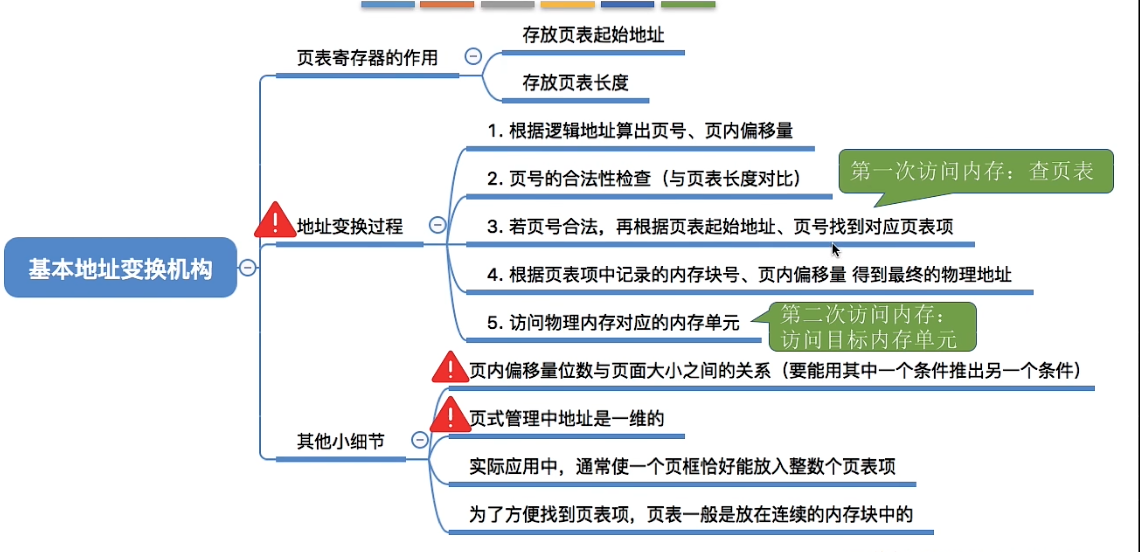 存放页表起始地址
页表寄存器的作用
存放页表长度
1. 根据逻辑地址算出页号、页内偏移量
第一次访问内存：查页表
2. 页号的合法性检查（与页表长度对比）
地址变换过程
3. 若页号合法，再根据页表起始地址、页号找到对应页表项
基本地址变换机构
4. 根据页表项中记录的内存块号、页内偏移量 得到最终的物理地址
5. 访问物理内存对应的内存单元
第二次访问内存：
访问目标内存单元
页内偏移量位数与页面大小之间的关系（要能用其中一个条件推出另一个条件）
页式管理中地址是一维的
其他小细节
实际应用中，通常使一个页框恰好能放入整数个页表项
为了方便找到页表项，页表一般是放在连续的内存块中的